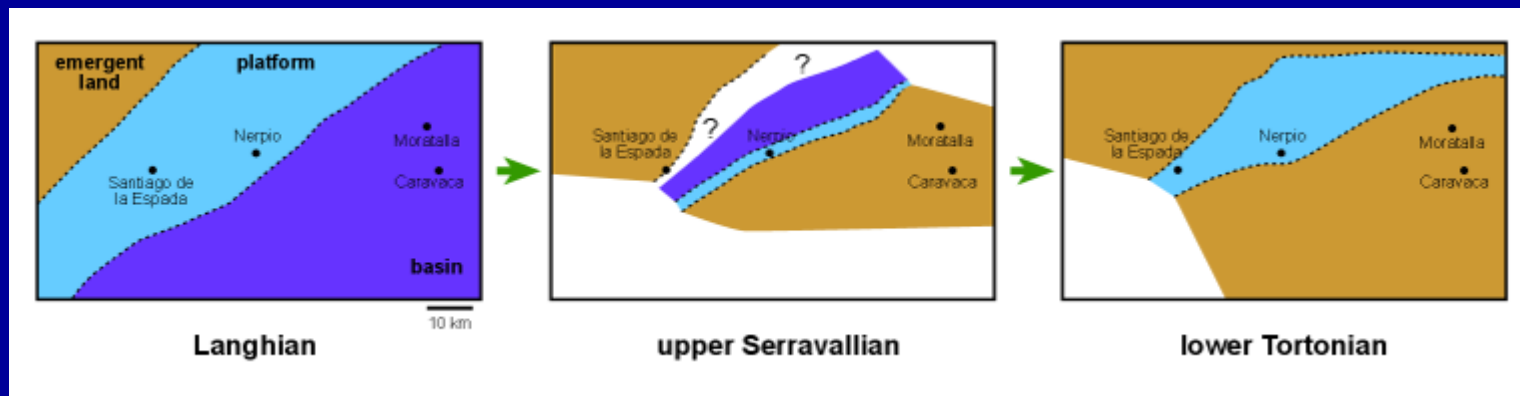 emergent
land
platform
Nerpio
Moratalla
Santiago de
la Espada
Caravaca
basin
10 km
Langhian
?
?
Santiago de
la Espada
Nerpio
Moratalla
Caravaca
upper Serravallian
Santiago de
la Espada
Nerpio
Moratalla
Caravaca
lower Tortonian